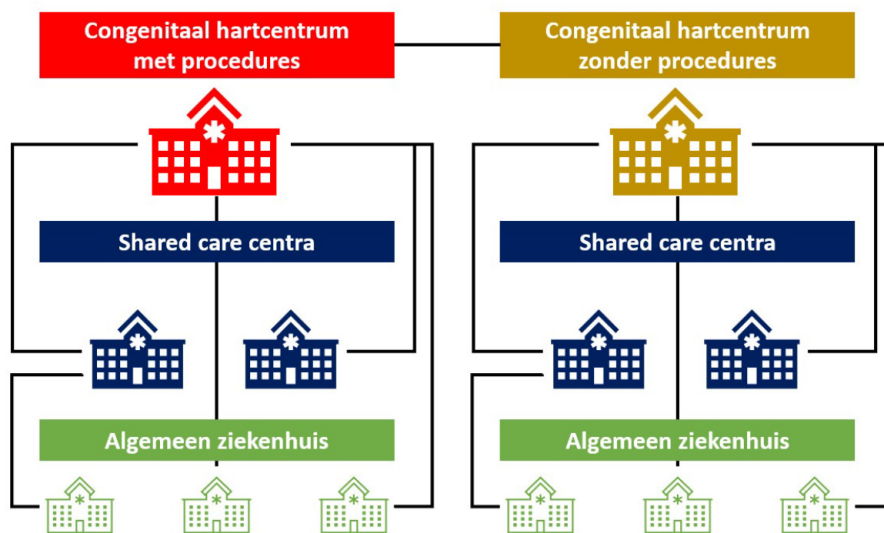 Congenitaal hartcentrum
met procedures
Congenitaal hartcentrum
zonder procedures
Shared care centra
Shared care centra
Algemeen ziekenhuis
Algemeen ziekenhuis